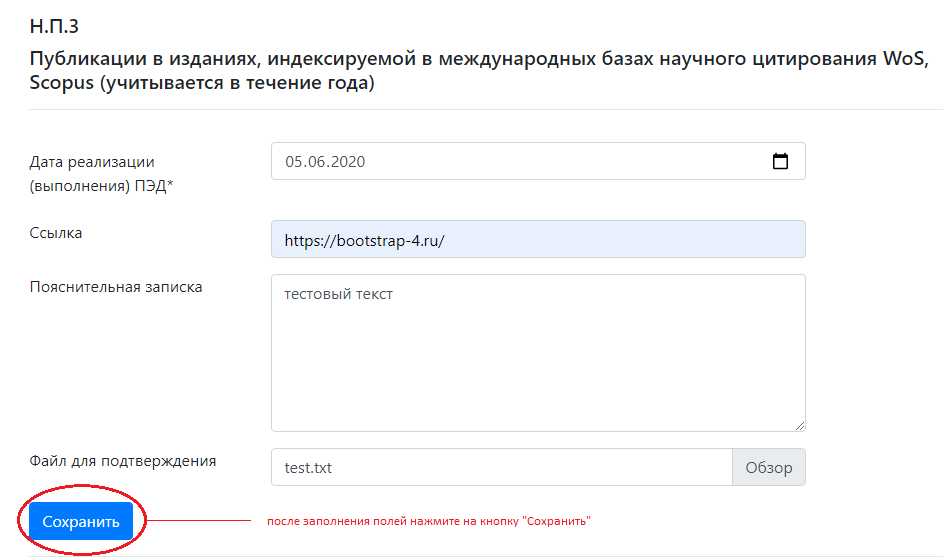 Н.П.3
Публикации в изданиях, индексируемой в международных базах научного цитирования WoS,
Scopus (учитывается в течение года)
Дата реализации
(выполнения) ПЭД*
05.06.2020
Ссылка
https://bootstrap-4.ru/
Пояснительная записка
тестовый текст
Файл для подтверждения
test.txt
Обзор
Сохранить
после заполнения полей нажмите на кнопку "Сохранить"